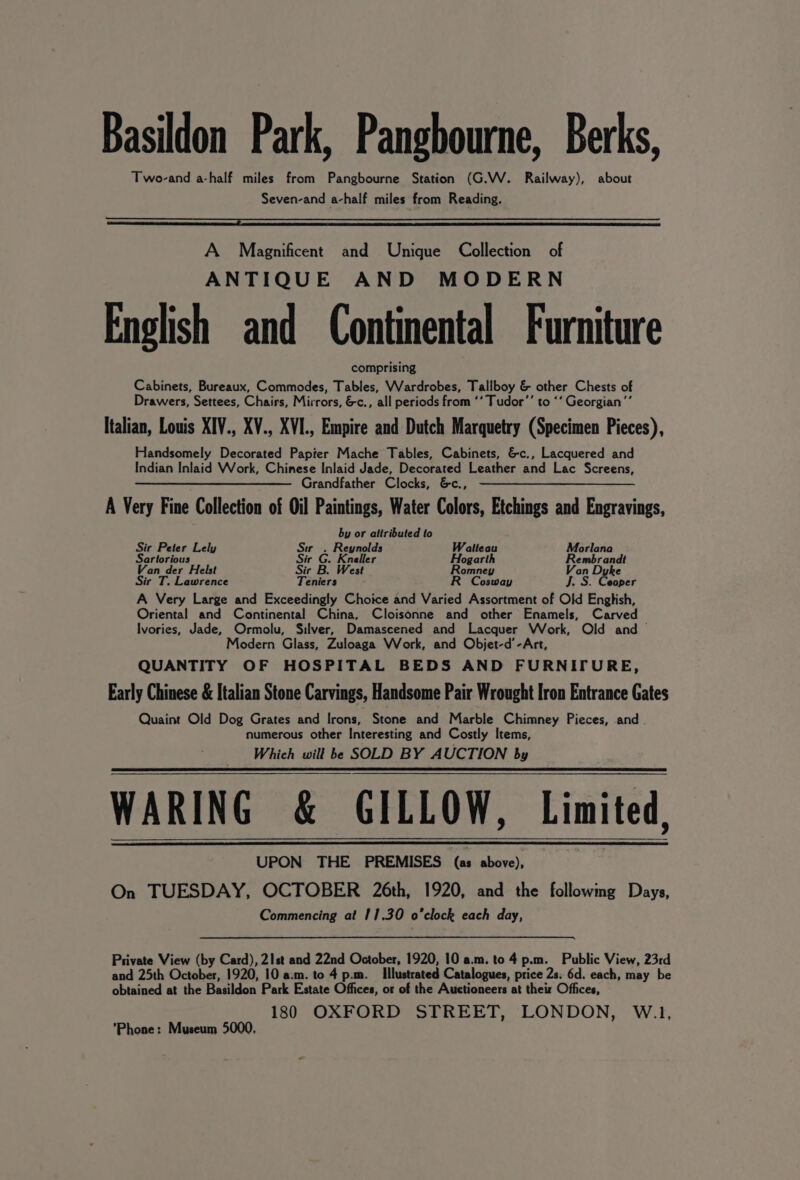 Basildon Park, Pangbourne, Berks,
Two-and a-half miles from Pangbourne Station (G.W. Railway), about
Seven-and a-half miles from Reading.
A Magnificent and Unique Collection of
ANTIQUE AND MODERN
English and Continental Furniture
comprising
Cabinets, Bureaux, Commodes, Tables, Wardrobes, Tallboy & other Chests of
Drawers, Settees, Chairs, Mirrors, &c., all periods from ‘‘Tudor’’ to ‘‘Georgian’’
Italian, Louis XIV., XV., XVI., Empire and Dutch Marquetry (Specimen Pieces),
Handsomely Decorated Papier Mache Tables, Cabinets, &c., Lacquered and
Indian Inlaid Work, Chinese Inlaid Jade, Decorated Leather and Lac Screens,
Grandfather Clocks, &c.,
A Very Fine Collection of Oil Paintings, Water Colors, Etchings and Engravings,
by or attributed to
Sir Peter Lely Sir . Reynolds Watteau Morlana
Sartorious Sir G. Kneller Hogarth Rembrandt
Van der Helst Sir B. West Romney Van Dyke
Sir T. Lawrence Teniers R Cosway J. S. Cooper
A Very Large and Exceedingly Choice and Varied Assortment of Old English,
Oriental and Continental China, Cloisonne and other Enamels, Carved
Ivories, Jade, Ormolu, Silver, Damascened and Lacquer Work, Old and
Modern Glass, Zuloaga Work, and Objet-d'-Art,
QUANTITY OF HOSPITAL BEDS AND FURNITURE,
Early Chinese & Italian Stone Carvings, Handsome Pair Wrought Iron Entrance Gates
Quaint Old Dog Grates and Irons, Stone and Marble Chimney Pieces, and
numerous other Interesting and Costly Items,
Which will be SOLD BY AUCTION by
WARING & GILLOW, Limited,
UPON THE PREMISES (as above),
On TUESDAY, OCTOBER 26th, 1920, and the following Days,
Commencing at 11.30 o'clock each day,
Private View (by Card), 21st and 22nd October, 1920, 10 a.m. to 4 p.m. Public View, 23rd
and 25th October, 1920, 10 a.m. to 4 p.m. Illustrated Catalogues, price 2s. 6d. each, may be
obtained at the Basildon Park Estate Offices, or of the Auctioneers at their Offices,
180 OXFORD STREET, LONDON, W.1,
'Phone: Museum 5000.